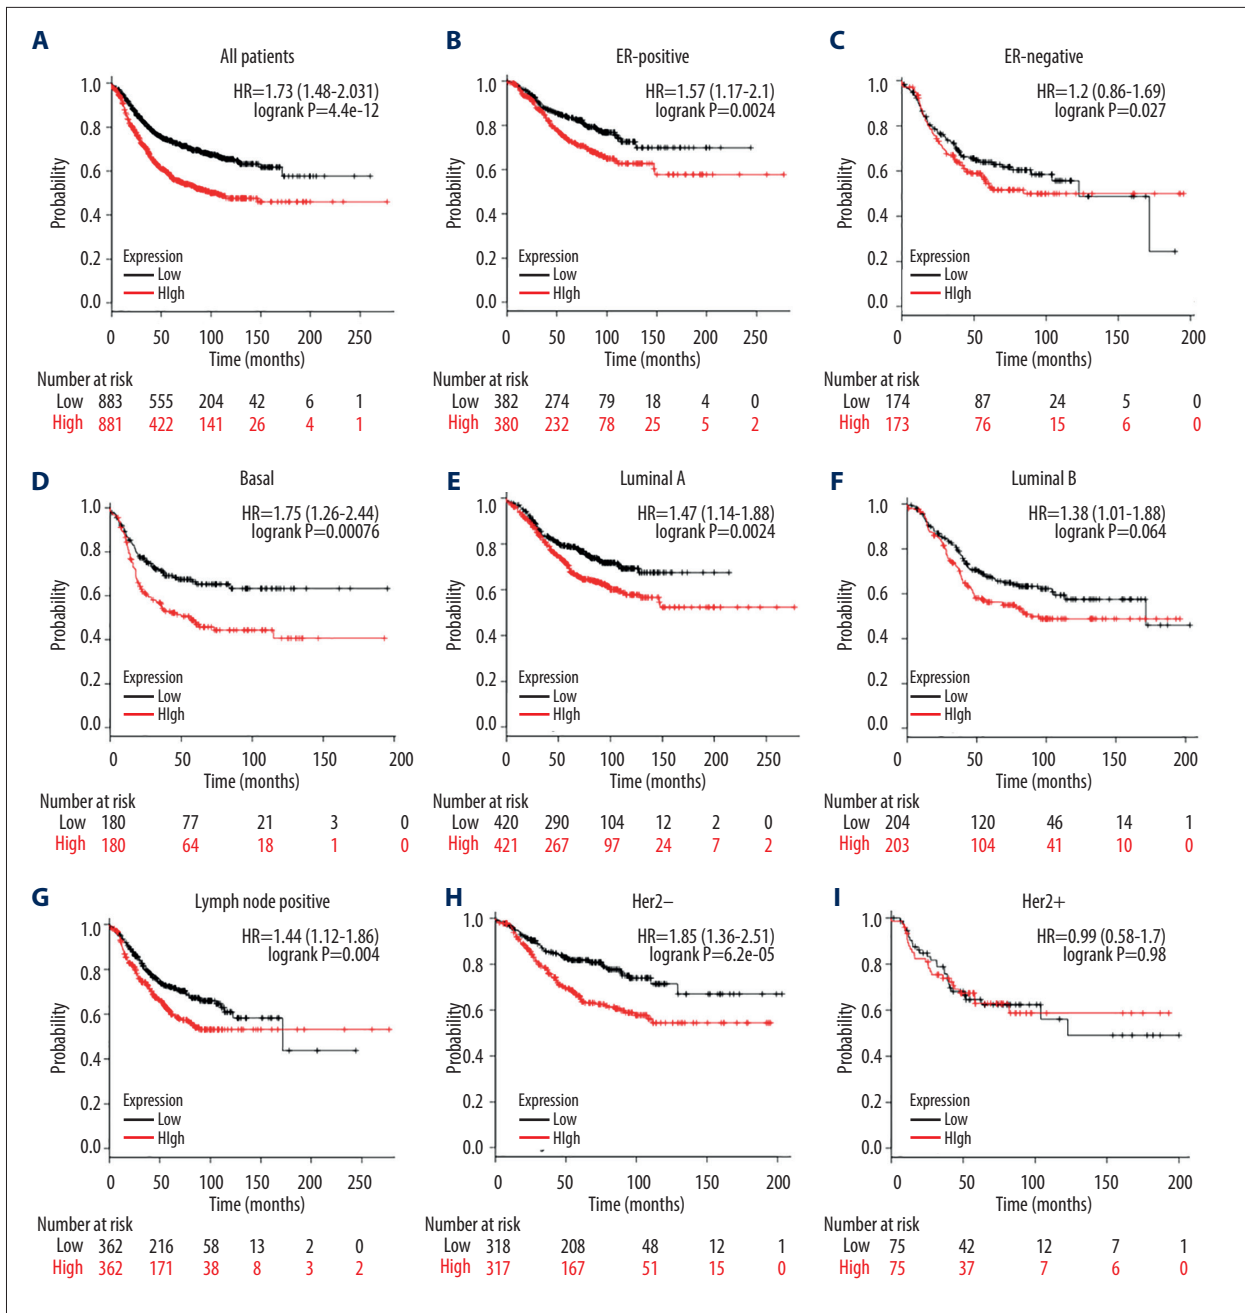 A
All patients
HR=1.73 (1.48-2.031)
logrank P=4.4e-12
Probability
1.0
0.8
0.6
0.4
0.2
0.0
Expression
Low
HIgh
0 50 100 150 200 250
Time (months)
Number at risk
Low 883 555 204 42 6 1
High 881 422 141 26 4 1
B
ER-positive
HR=1.57 (1.17-2.1)
logrank P=0.0024
Probability
1.0
0.8
0.6
0.4
0.2
0.0
Expression
Low
HIgh
0 50 100 150 200 250
Time (months)
Number at risk
Low 382 274 79 18 4 0
High 380 232 78 25 5 2
C
ER-negative
HR=1.2 (0.86-1.69)
logrank P=0.027
Probability
1.0
0.8
0.6
0.4
0.2
0.0
Expression
Low
HIgh
0 50 100 150 200
Time (months)
Number at risk
Low 174 87 24 5 0
High 173 76 15 6 0
D
Basal
HR=1.75 (1.26-2.44)
logrank P=0.00076
Probability
1.0
0.8
0.6
0.4
0.2
0.0
Expression
Low
HIgh
0 50 100 150 200
Time (months)
Number at risk
Low 180 77 21 3 0
High 180 64 18 1 0
E
Luminal A
HR=1.47 (1.14-1.88)
logrank P=0.0024
Probability
1.0
0.8
0.6
0.4
0.2
0.0
Expression
Low
HIgh
0 50 100 150 200 250
Time (months)
Number at risk
Low 420 290 104 12 2 0
High 421 267 97 24 7 2
F
Luminal B
HR=1.38 (1.01-1.88)
logrank P=0.064
Probability
1.0
0.8
0.6
0.4
0.2
0.0
Expression
Low
HIgh
0 50 100 150 200
Time (months)
Number at risk
Low 204 120 46 14 1
High 203 104 41 10 0
G
Lymph node positive
HR=1.44 (1.12-1.86)
logrank P=0.004
Probability
1.0
0.8
0.6
0.4
0.2
0.0
Expression
Low
HIgh
0 50 100 150 200 250
Time (months)
Number at risk
Low 362 216 58 13 2 0
High 362 171 38 8 3 2
H
Her2–
HR=1.85 (1.36-2.51)
logrank P=6.2e-05
Probability
1.0
0.8
0.6
0.4
0.2
0.0
Expression
Low
HIgh
0 50 100 150 200
Time (months)
Number at risk
Low 318 208 48 12 1
High 317 167 51 15 0
I
Her2+
HR=0.99 (0.58-1.7)
logrank P=0.98
Probability
1.0
0.8
0.6
0.4
0.2
0.0
Expression
Low
HIgh
0 50 100 150 200
Time (months)
Number at risk
Low 75 42 12 7 1
High 75 37 7 6 0